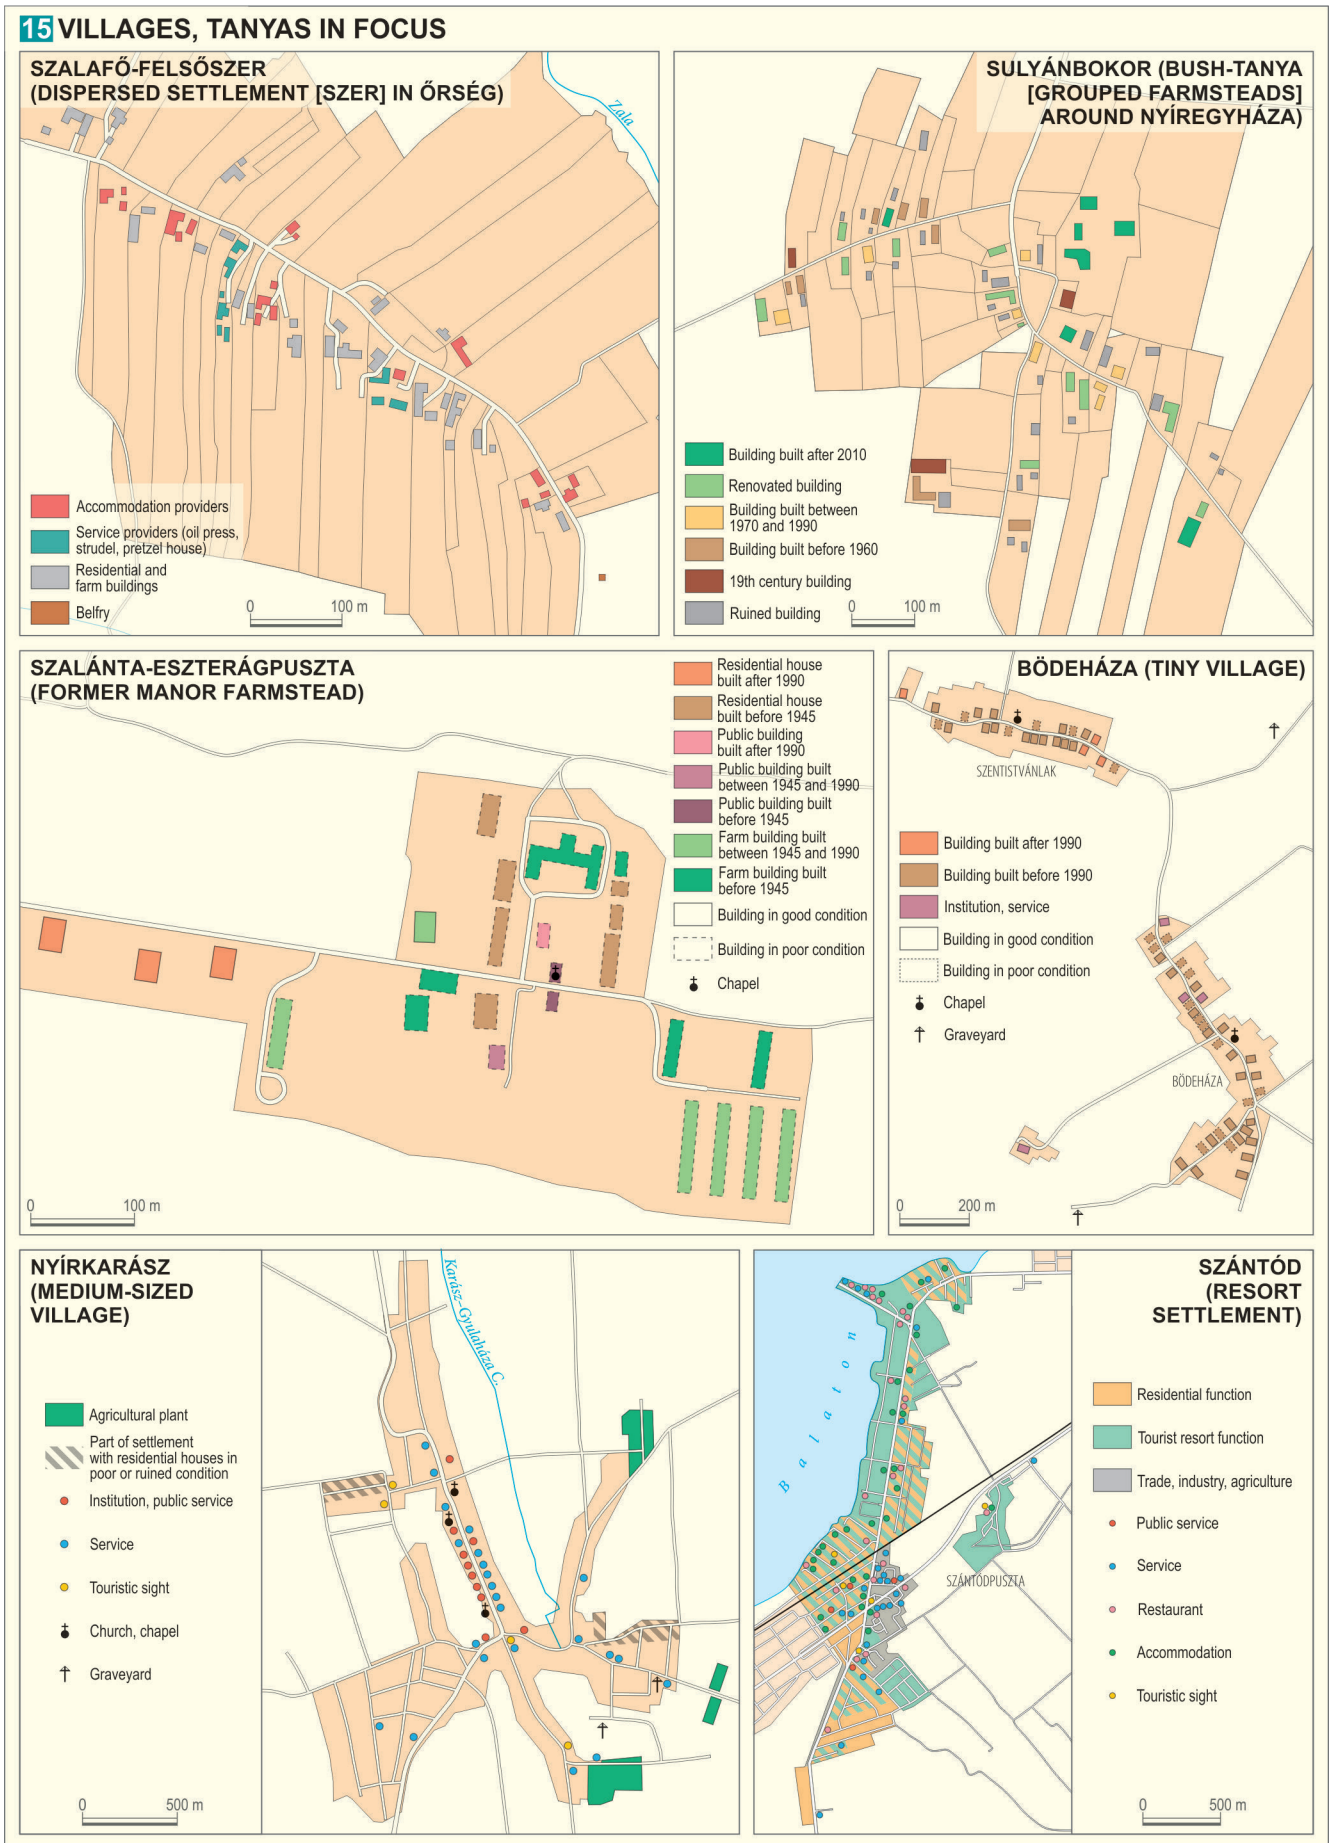 15 VILLAGES, TANYAS IN FOCUS
SZALAFŐ-FELSŐSZER
(DISPERSED SETTLEMENT [SZER] IN ŐRSÉG)
Zala
Accommodation providers
Service providers (oil press,
strudel, pretzel house)
Residential and
farm buildings
Belfry
0 100 m
SULYÁNBOKOR (BUSH-TANYA
[GROUPED FARMSTEADS]
AROUND NYÍREGYHÁZA)
Building built after 2010
Renovated building
Building built between
1970 and 1990
Building built before 1960
19th century building
Ruined building
0 100 m
SZALÁNTA-ESZTERÁGPUSZTA
(FORMER MANOR FARMSTEAD)
Residential house
built after 1990
Residential house
built before 1945
Public building
built after 1990
Public building built
between 1945 and 1990
Public building built
before 1945
Farm building built
between 1945 and 1990
Farm building built
before 1945
Building in good condition
Building in poor condition
Chapel
0 100 m
BÖDEHÁZA (TINY VILLAGE)
SZENTISTVÁNLAK
Building built after 1990
Building built before 1990
Institution, service
Building in good condition
Building in poor condition
Chapel
Graveyard
BÖDEHÁZA
0 200 m
NYÍRKARÁSZ
(MEDIUM-SIZED
VILLAGE)
Karász-Gyulaháza C.
Agricultural plant
Part of settlement
with residential houses in
poor or ruined condition
Institution, public service
Service
Touristic sight
Church, chapel
Graveyard
0 500 m
SZÁNTÓD
(RESORT
SETTLEMENT)
Balaton
SZÁNTÓDPUSZTA
Residential function
Tourist resort function
Trade, industry, agriculture
Public service
Service
Restaurant
Accommodation
Touristic sight
0 500 m